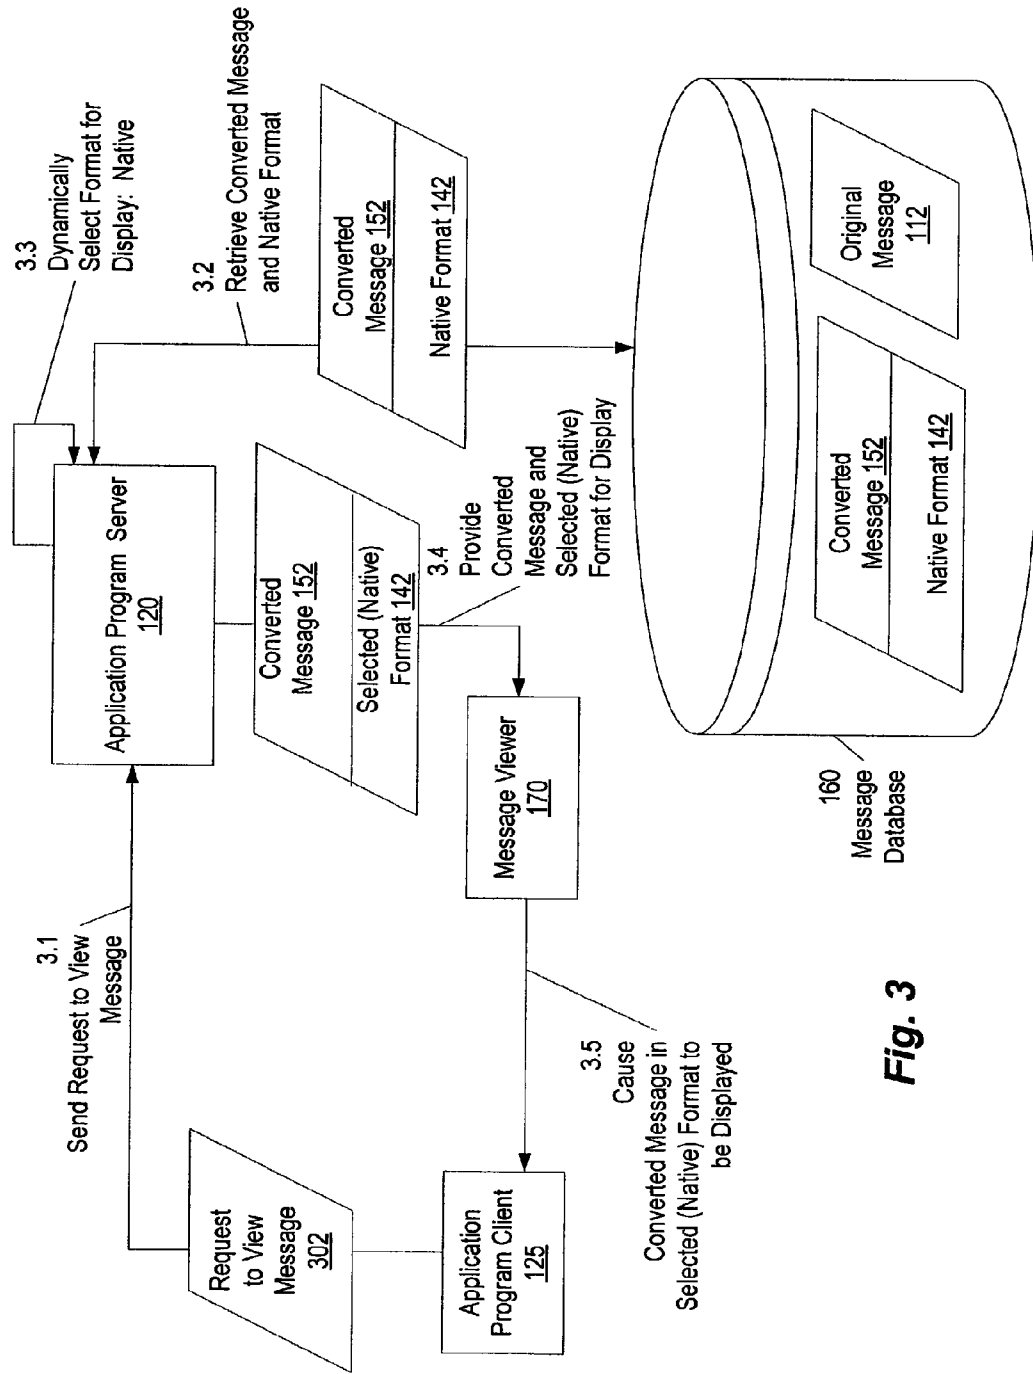 3.1
Send Request to View
Message
Request
to View
Message
302
Application
Program Client
125
Application Program Server
120
3.3
Dynamically
Select Format for
Display: Native
3.2
Retrieve Converted Message
and Native Format
Converted
Message 152
Native Format 142
Converted
Message 152
Selected (Native)
Format 142
3.4
Provide
Converted
Message and
Selected (Native)
Format for Display
Message Viewer
170
3.5
Cause
Converted Message in
Selected (Native) Format to
be Displayed
160
Message
Database
Converted
Message 152
Native Format 142
Original
Message
112
Fig. 3